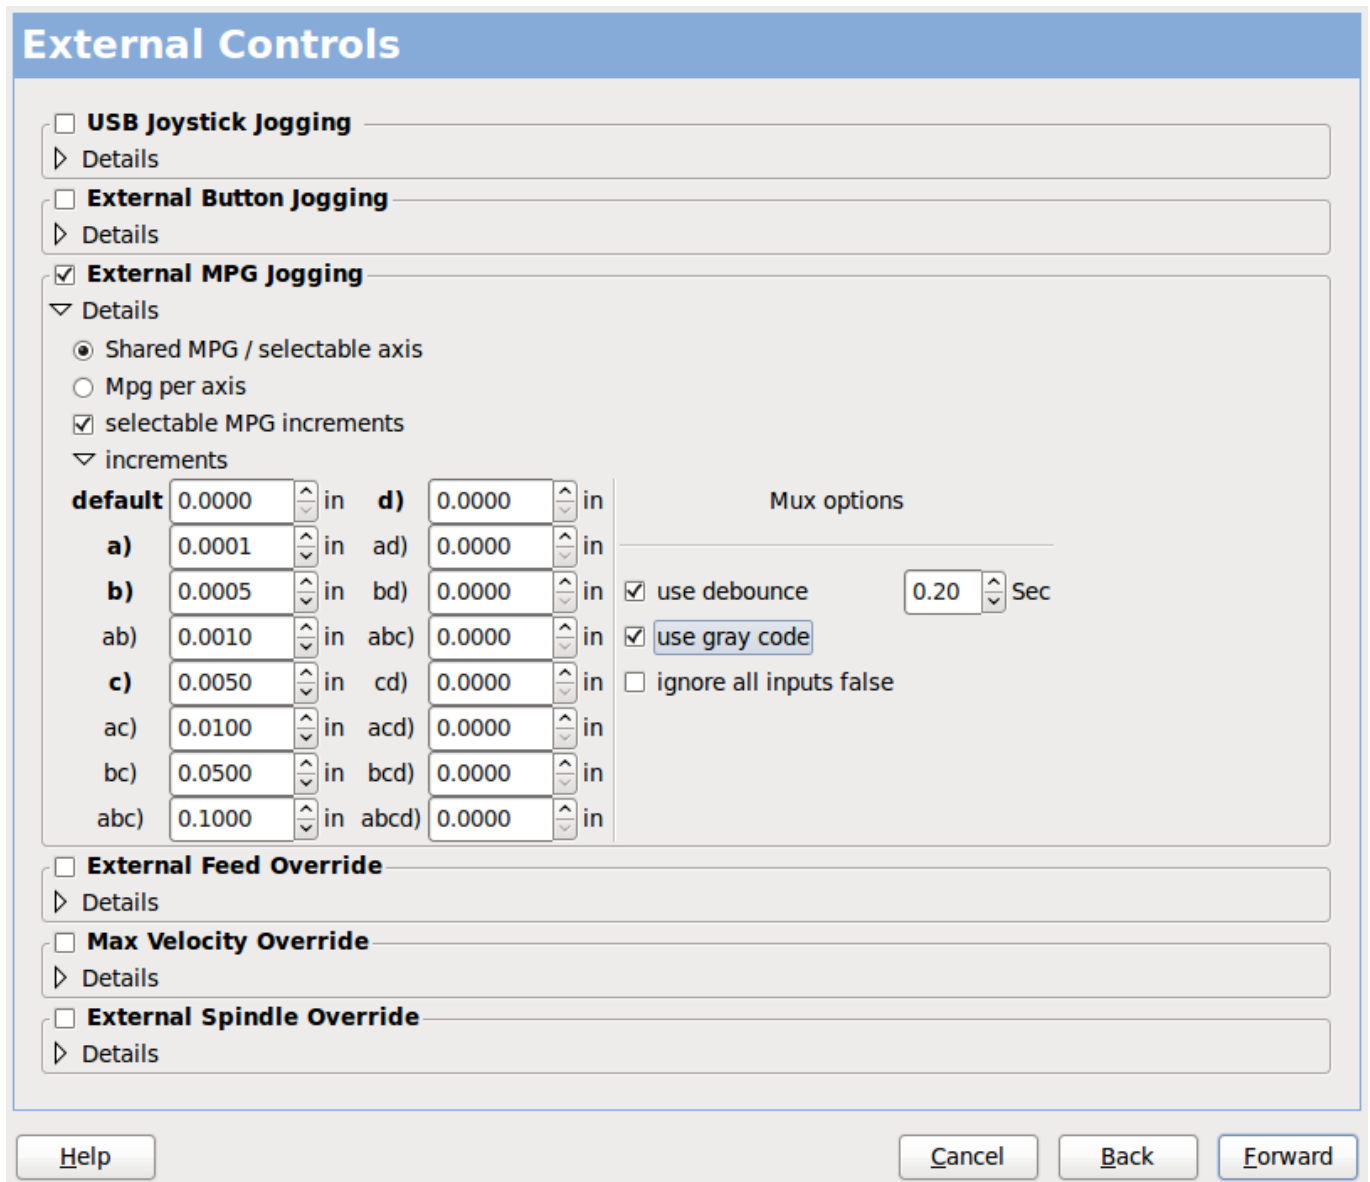 External Controls
USB Joystick Jogging
Details
External Button Jogging
Details
External MPG Jogging
Details
Shared MPG / selectable axis
Mpg per axis
selectable MPG increments
increments
default 0.0000 in d) 0.0000 in Mux options
a) 0.0001 in ad) 0.0000 in
b) 0.0005 in bd) 0.0000 in use debounce 0.20 Sec
ab) 0.0010 in abc) 0.0000 in use gray code
c) 0.0050 in cd) 0.0000 in ignore all inputs false
ac) 0.0100 in acd) 0.0000 in
bc) 0.0500 in bcd) 0.0000 in
abc) 0.1000 in abcd) 0.0000 in
External Feed Override
Details
Max Velocity Override
Details
External Spindle Override
Details
Help Cancel Back Forward